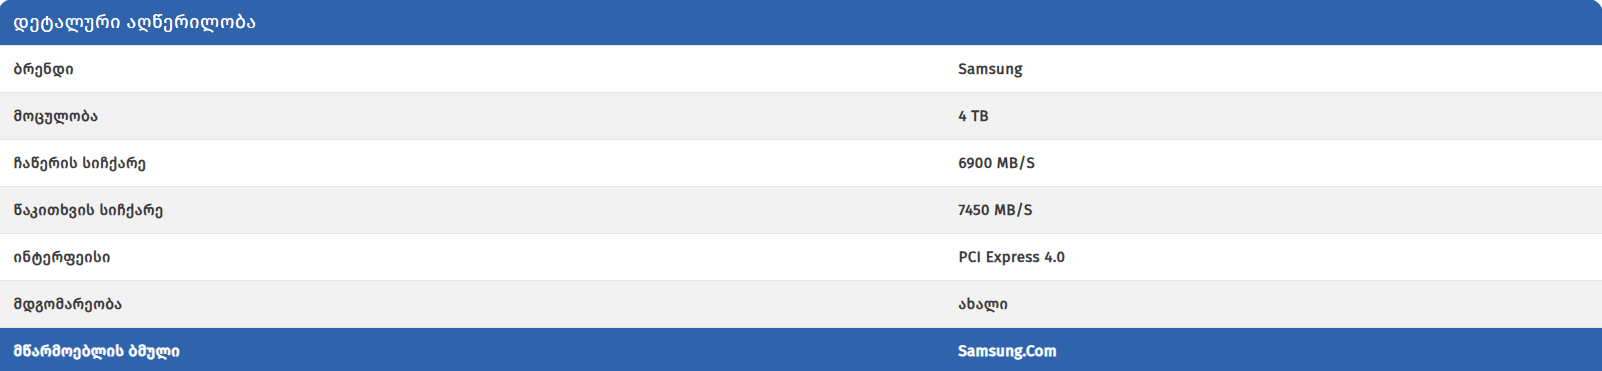 დეტალური აღწერილობა
ბრენდი Samsung
მოცულობა 4 TB
ჩაწერის სიჩქარე 6900 MB/S
წაკითხვის სიჩქარე 7450 MB/S
ინტერფეისი PCI Express 4.0
მდგომარეობა ახალი
მწარმოებლის ბმული Samsung.Com